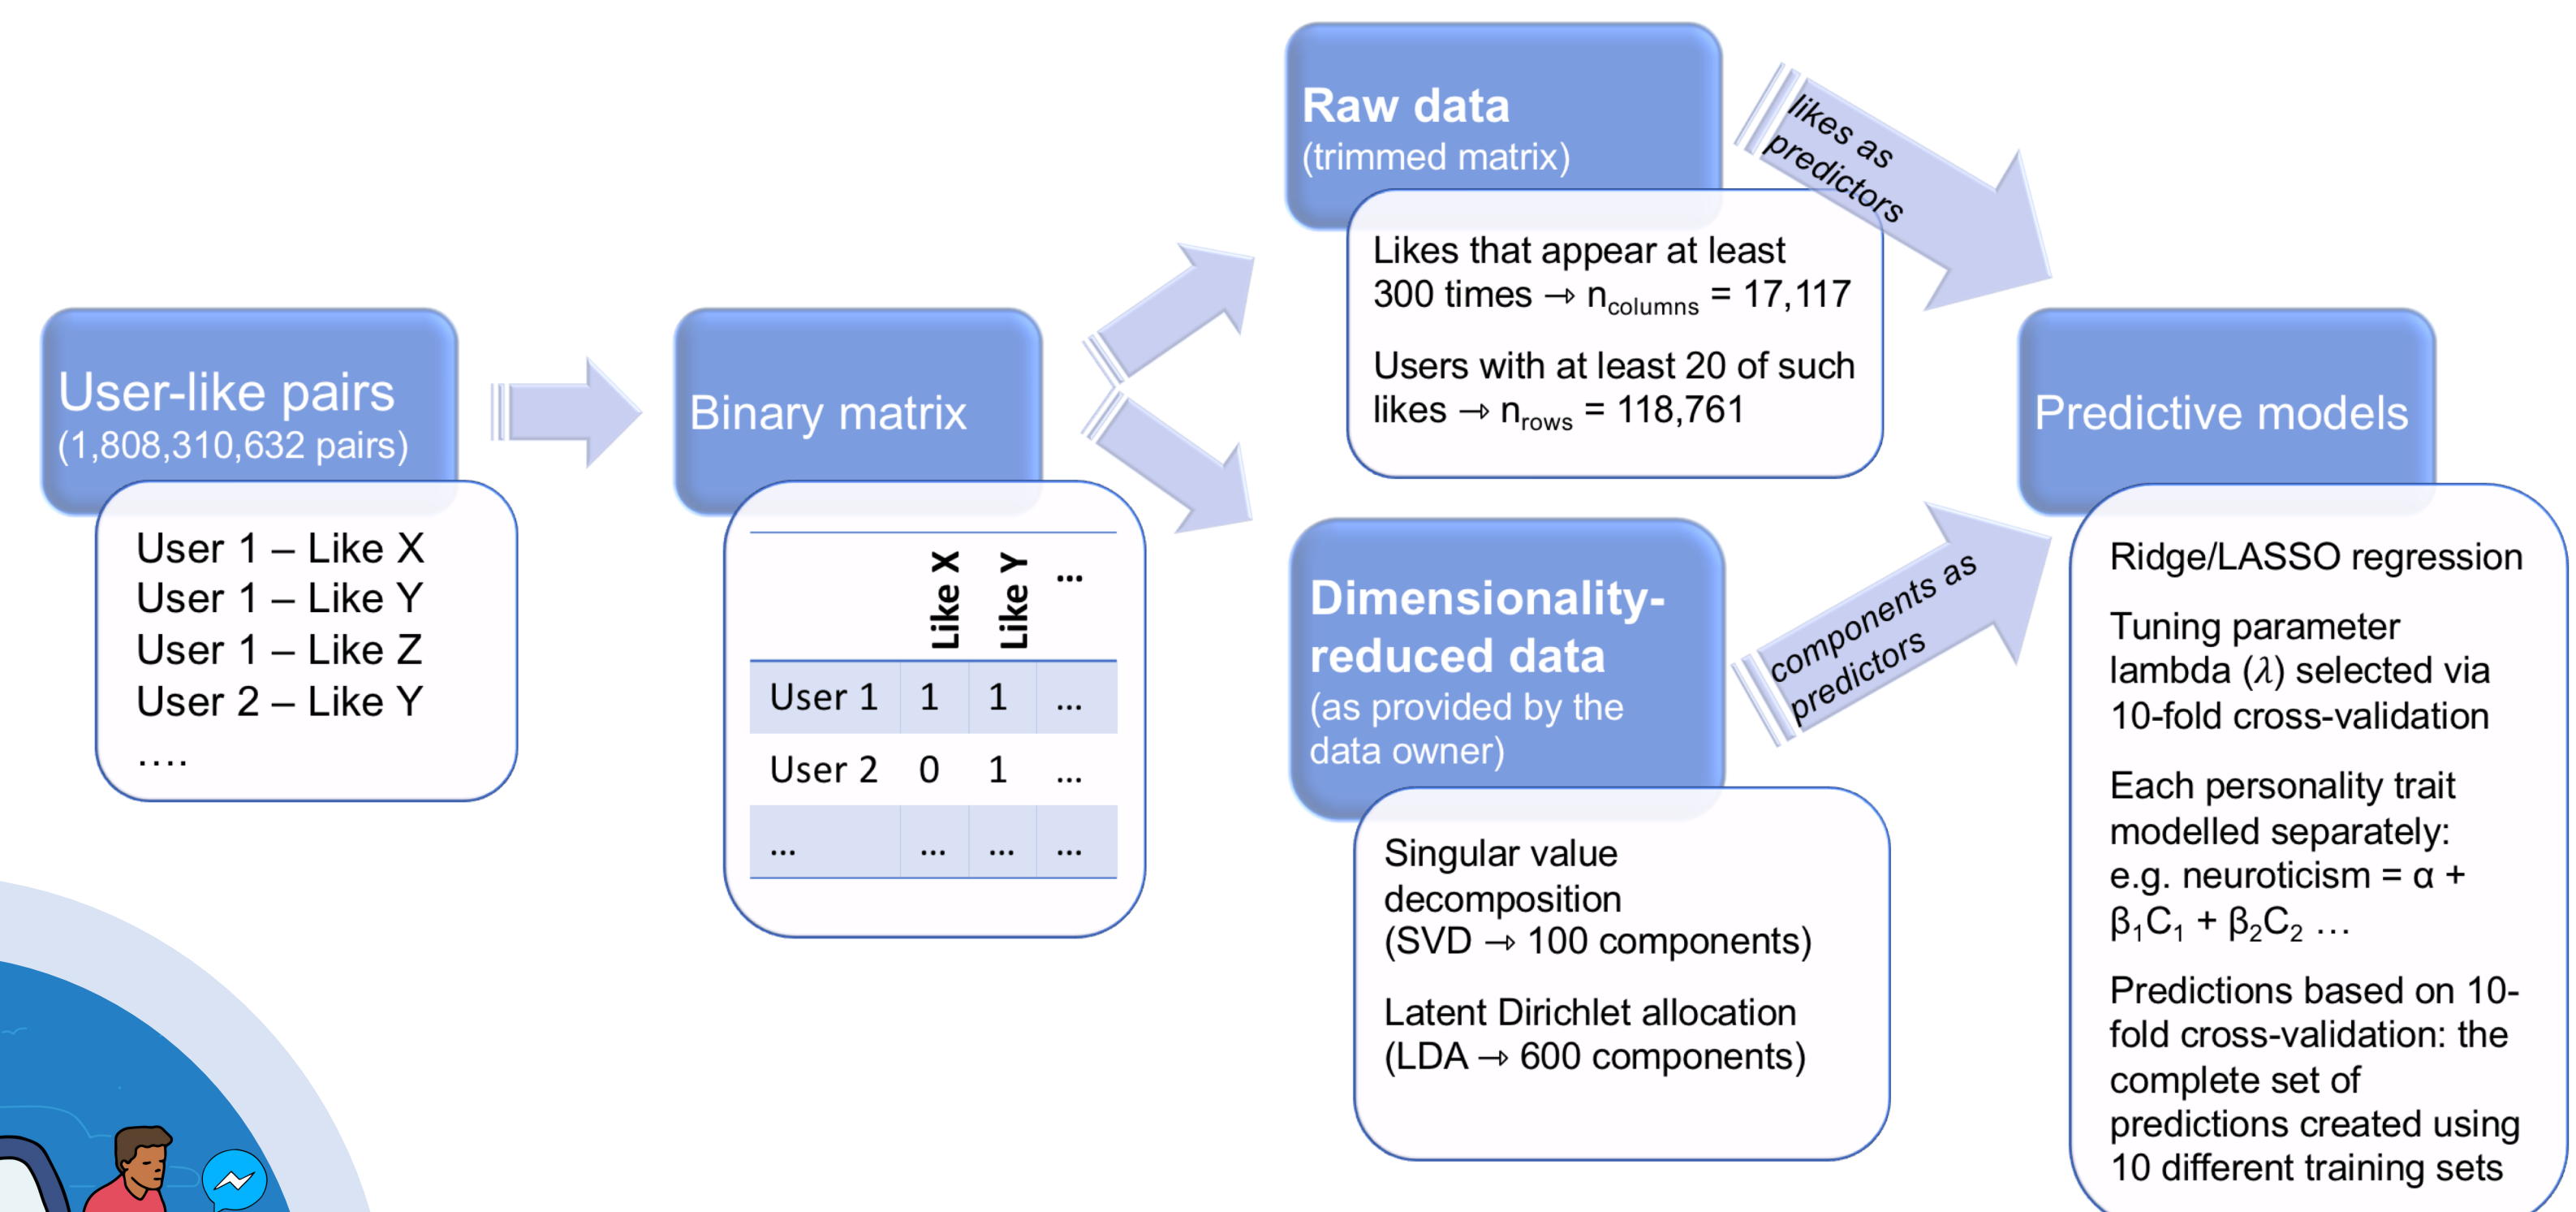 User-like pairs
(1,808,310,632 pairs)
User 1 – Like X
User 1 – Like Y
User 1 – Like Z
User 2 – Like Y
....
Binary matrix
Like X Like Y ...
User 1 1 1 ...
User 2 0 1 ...
... ... ... ...
Raw data
(trimmed matrix)
Likes that appear at least
300 times → n_columns = 17,117
Users with at least 20 of such
likes → n_rows = 118,761
likes as
predictors
Dimensionality-
reduced data
(as provided by the
data owner)
Singular value
decomposition
(SVD → 100 components)
Latent Dirichlet allocation
(LDA → 600 components)
components as
predictors
Predictive models
Ridge/LASSO regression
Tuning parameter
lambda (λ) selected via
10-fold cross-validation
Each personality trait
modelled separately:
e.g. neuroticism = α +
β₁C₁ + β₂C₂ ...
Predictions based on 10-
fold cross-validation: the
complete set of
predictions created using
10 different training sets